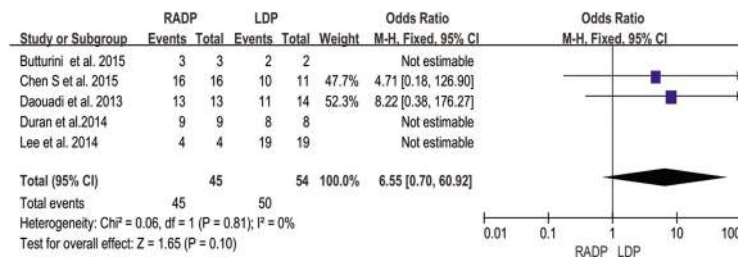 RADP LDP Odds Ratio Odds Ratio
Study or Subgroup Events Total Events Total Weight M-H, Fixed, 95% CI M-H, Fixed, 95% CI
Butturini et al. 2015 3 3 2 2 Not estimable
Chen S et al. 2015 16 16 10 11 47.7% 4.71 [0.18, 126.90]
Daouadi et al. 2013 13 13 11 14 52.3% 8.22 [0.38, 176.27]
Duran et al.2014 9 9 8 8 Not estimable
Lee et al. 2014 4 4 19 19 Not estimable
Total (95% CI) 45 54 100.0% 6.55 [0.70, 60.92]
Total events 45 50
Heterogeneity: Chi² = 0.06, df = 1 (P = 0.81); I² = 0%
Test for overall effect: Z = 1.65 (P = 0.10)
0.01 0.1 1 10
RADP LDP